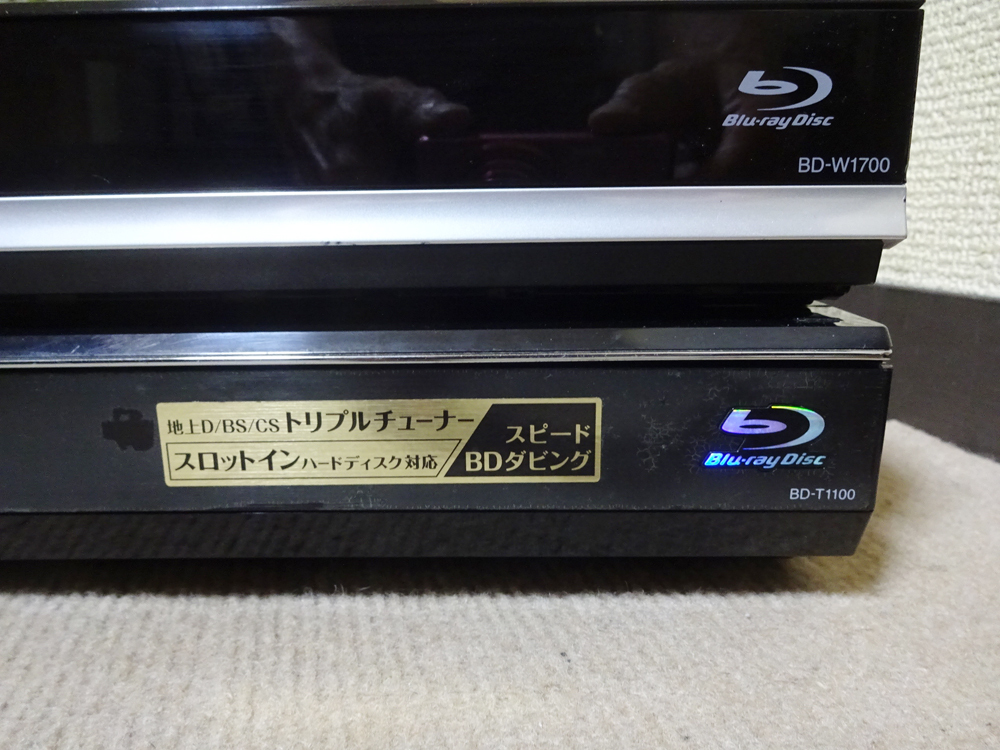 Blu-ray Disc
BD-W1700
地上D/BS/CSトリプルチューナー
スロットインハードディスク対応
スピード
BDダビング
Blu-ray Disc
BD-T1100